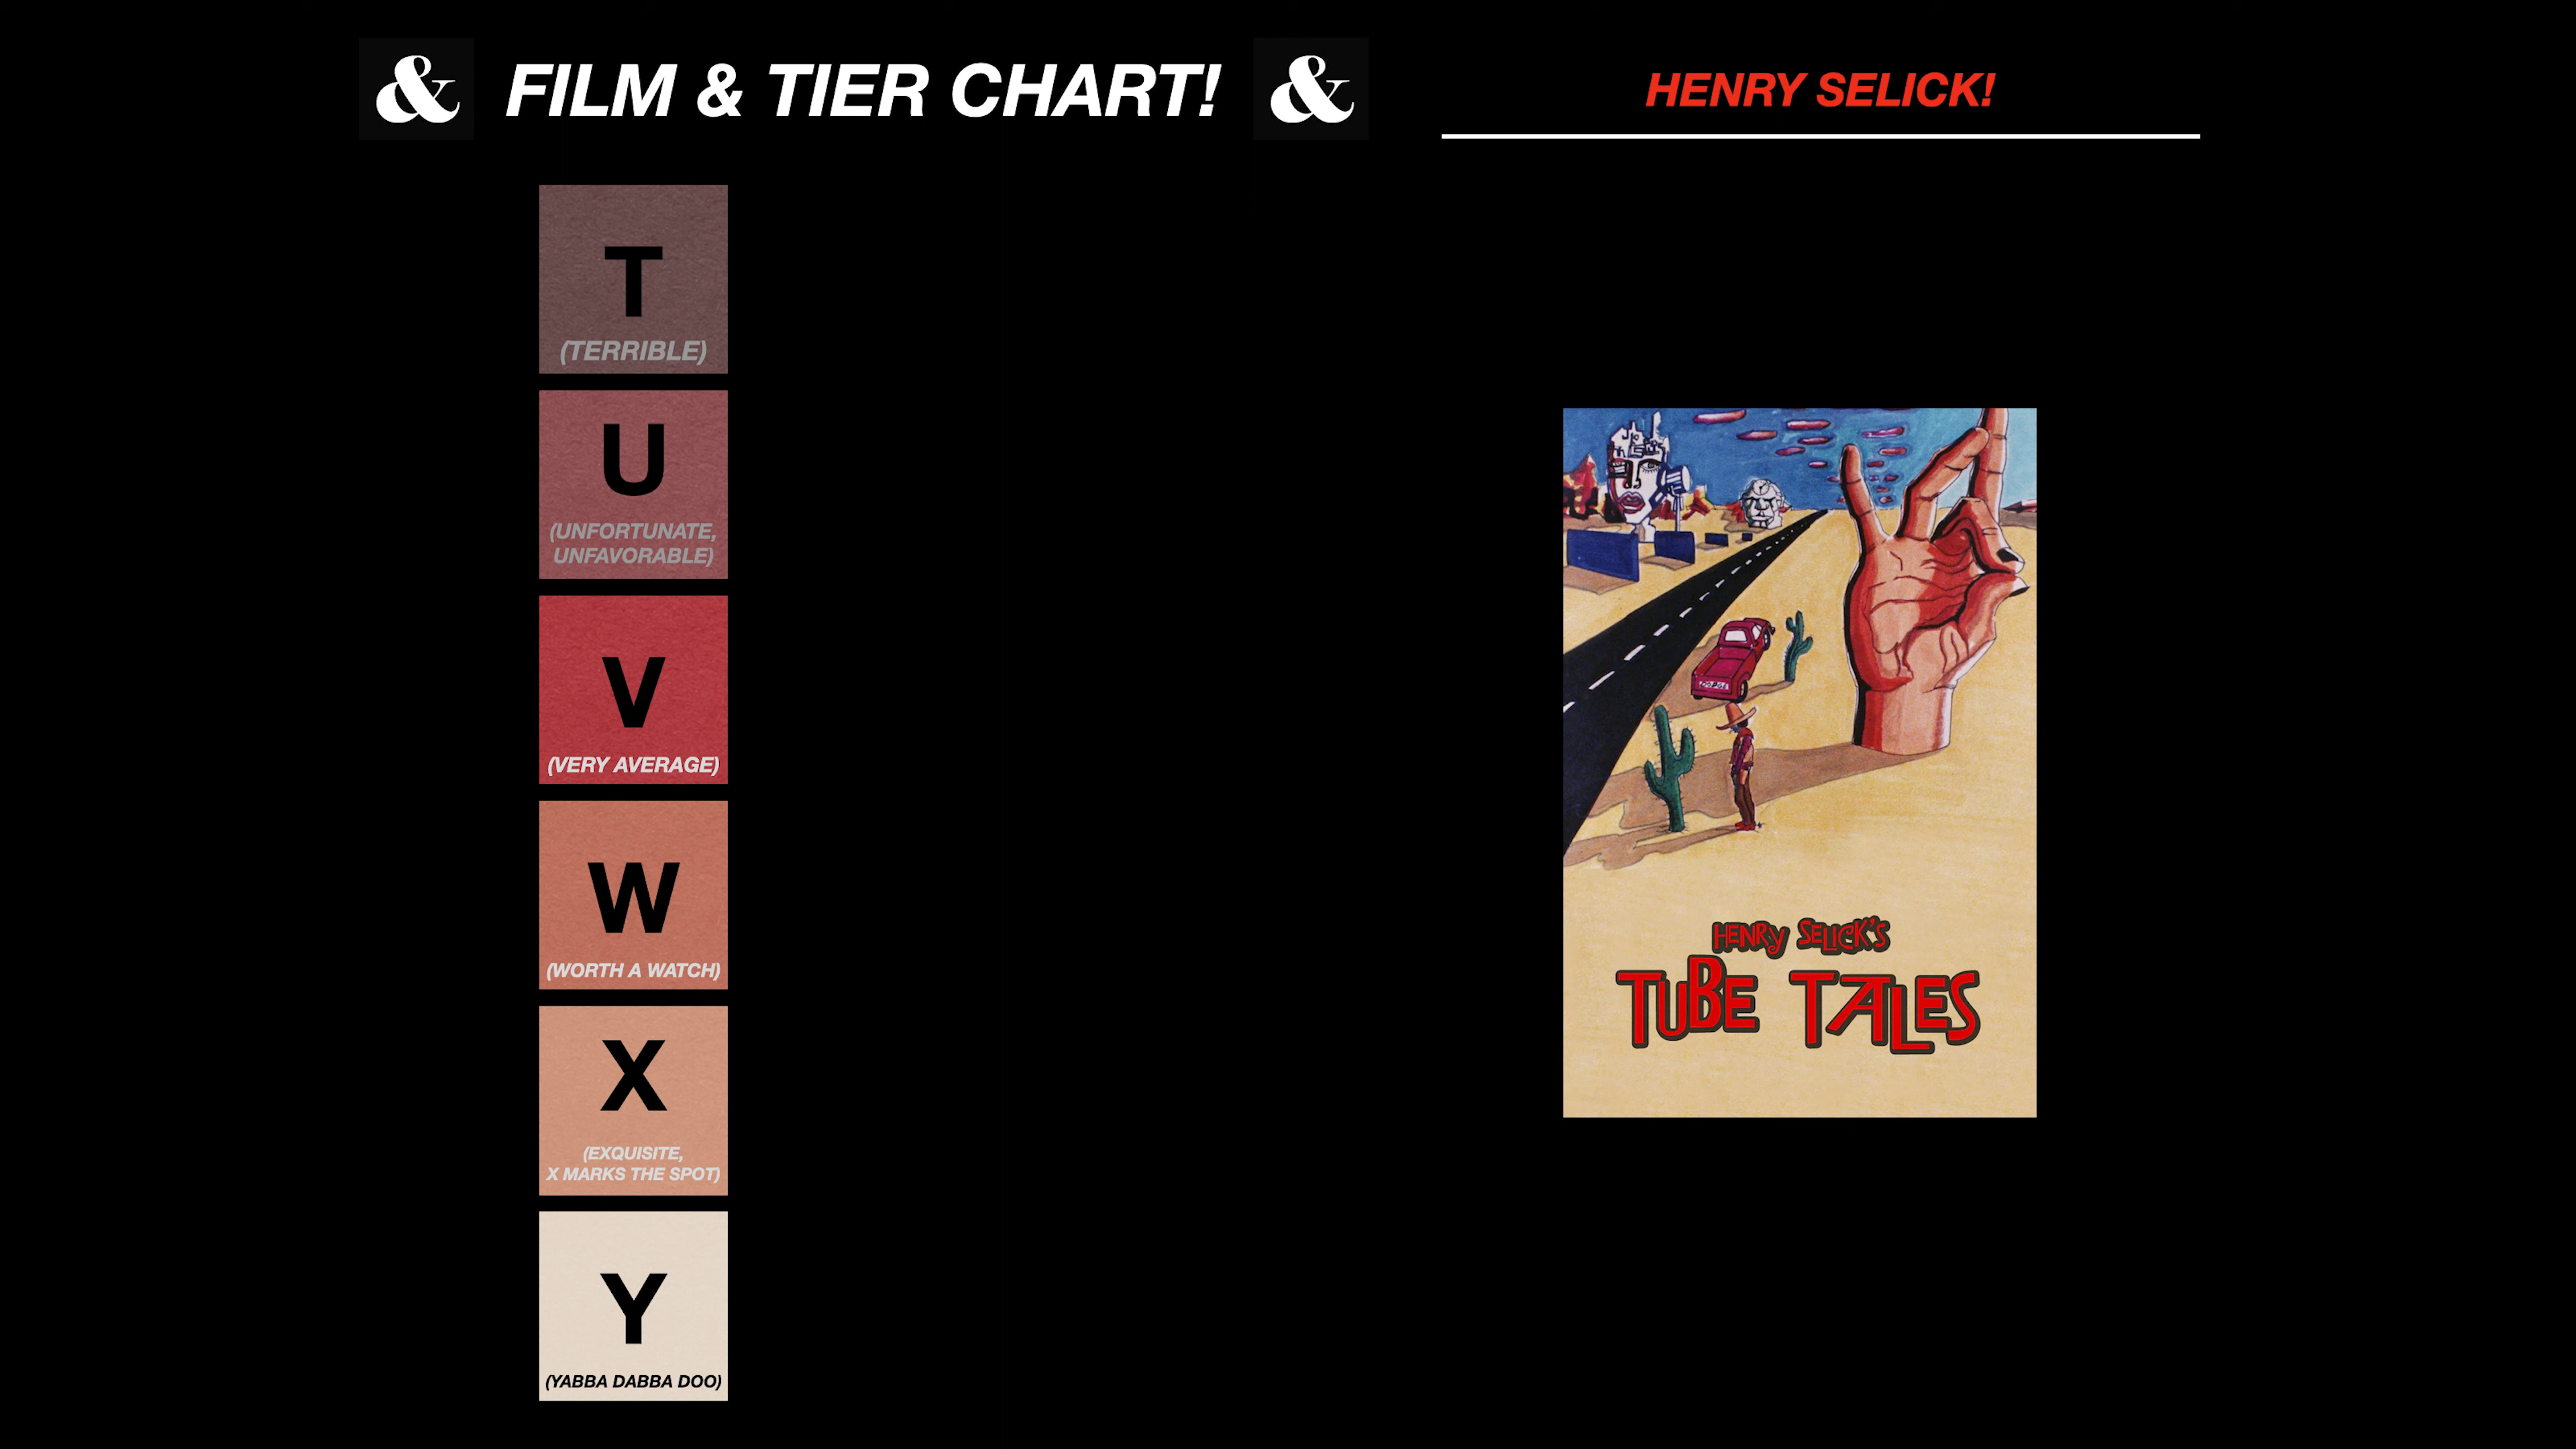 & FILM & TIER CHART! &
HENRY SELICK!
T
(TERRIBLE)
U
(UNFORTUNATE,
UNFAVORABLE)
V
(VERY AVERAGE)
W
(WORTH A WATCH)
X
(EXQUISITE,
X MARKS THE SPOT)
Y
(YABBA DABBA DOO)
HENRY SELICK'S
TUBE TALES